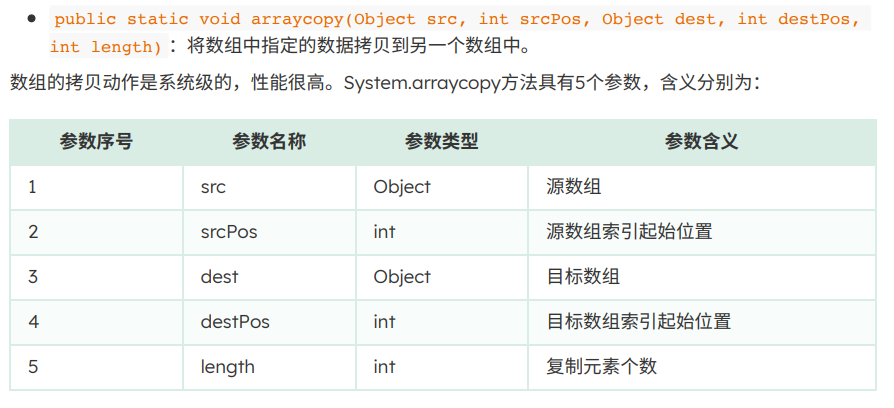 public static void arraycopy(Object src, int srcPos, Object dest, int destPos,
int length)：将数组中指定的数据拷贝到另一个数组中。
数组的拷贝动作是系统级的，性能很高。System.arraycopy方法具有5个参数，含义分别为：
参数序号 参数名称 参数类型 参数含义
1 src Object 源数组
2 srcPos int 源数组索引起始位置
3 dest Object 目标数组
4 destPos int 目标数组索引起始位置
5 length int 复制元素个数